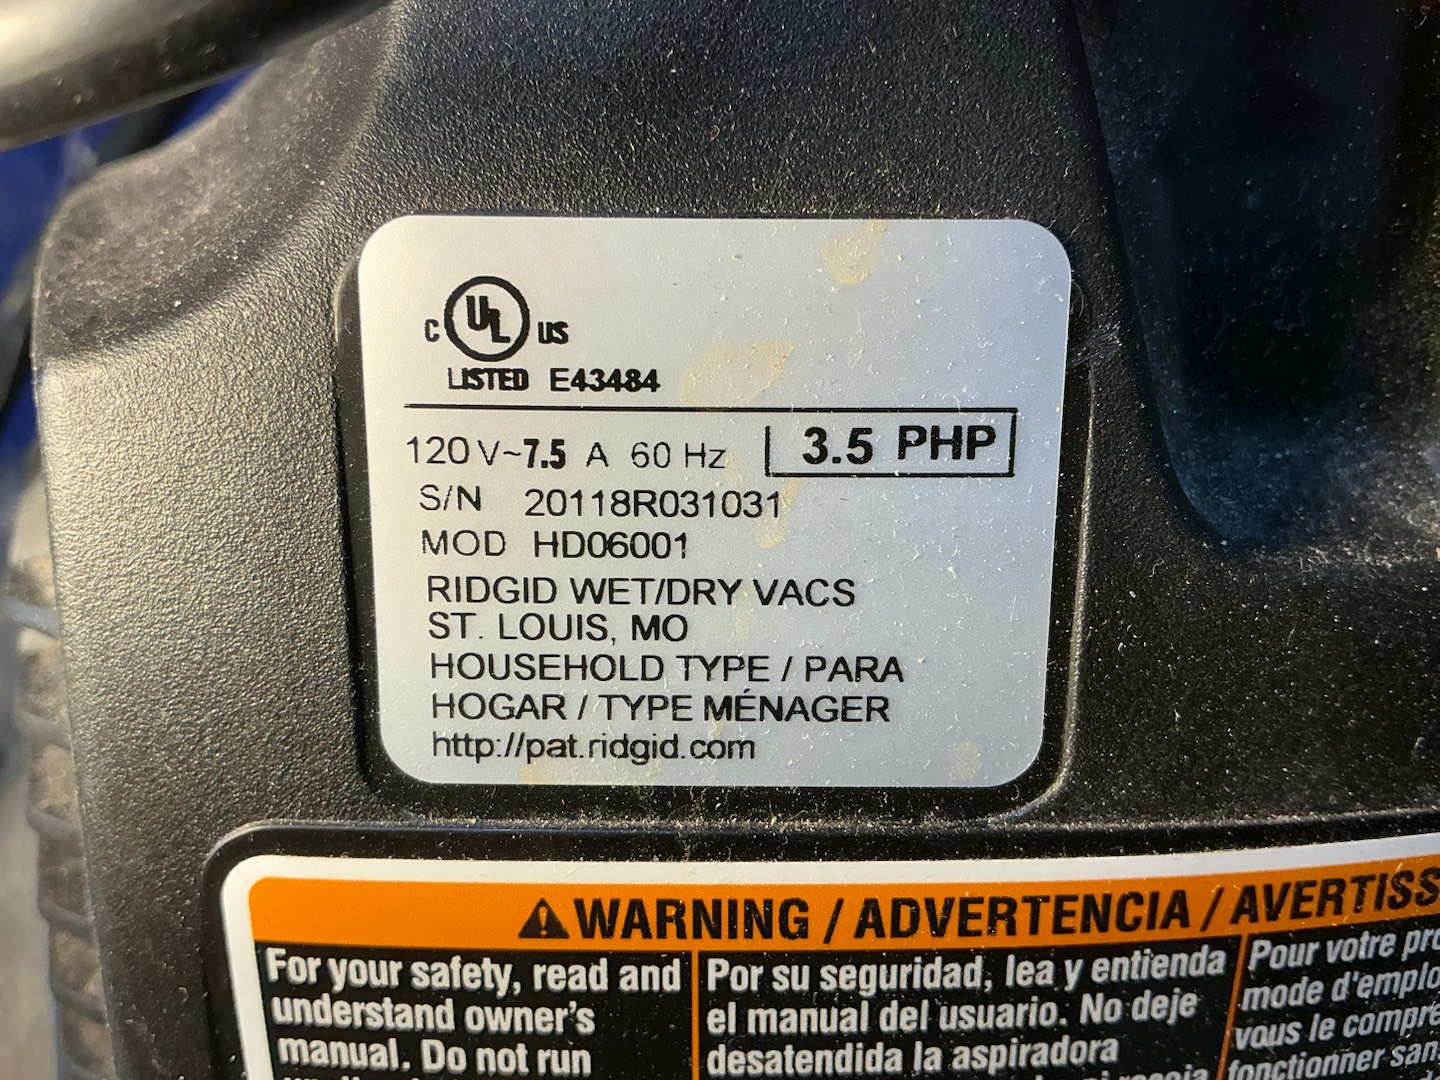 C UL US
LISTED E43484
120 V~7.5 A 60 Hz 3.5 PHP
S/N 20118R031031
MOD HD06001
RIDGID WET/DRY VACS
ST. LOUIS, MO
HOUSEHOLD TYPE / PARA
HOGAR / TYPE MÉNAGER
http://pat.ridgid.com
WARNING / ADVERTENCIA / AVERTISS
For your safety, read and
understand owner's
manual. Do not run
Por su seguridad, lea y entienda
el manual del usuario. No deje
desatendida la aspiradora
Pour votre pro
mode d'emplo
vous le compre
fonctionner san